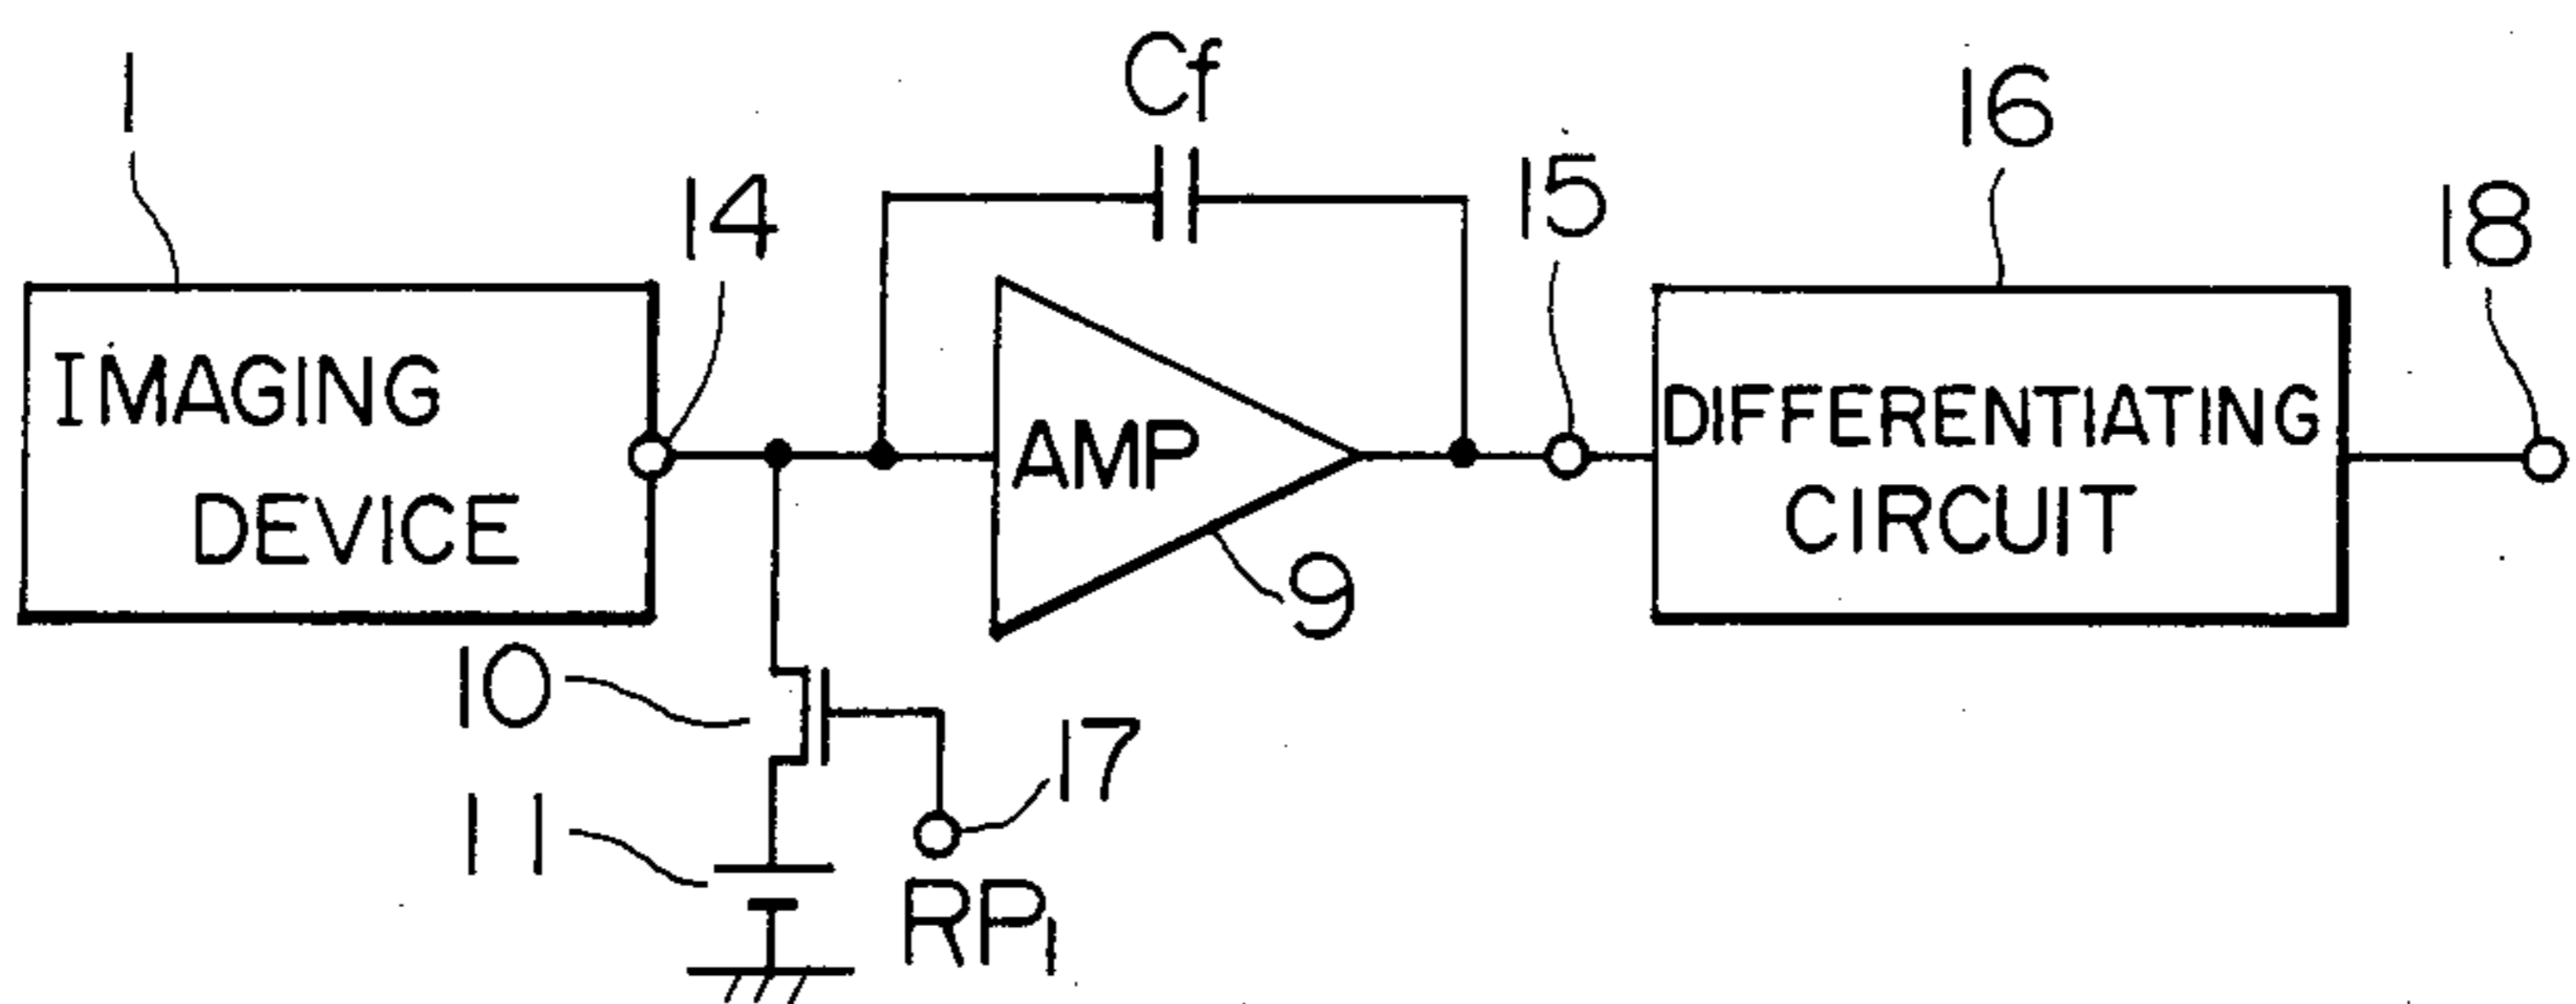 1
Cf
14
15
16
18
IMAGING
DEVICE
AMP
DIFFERENTIATING
CIRCUIT
9
10
17
11
RP₁